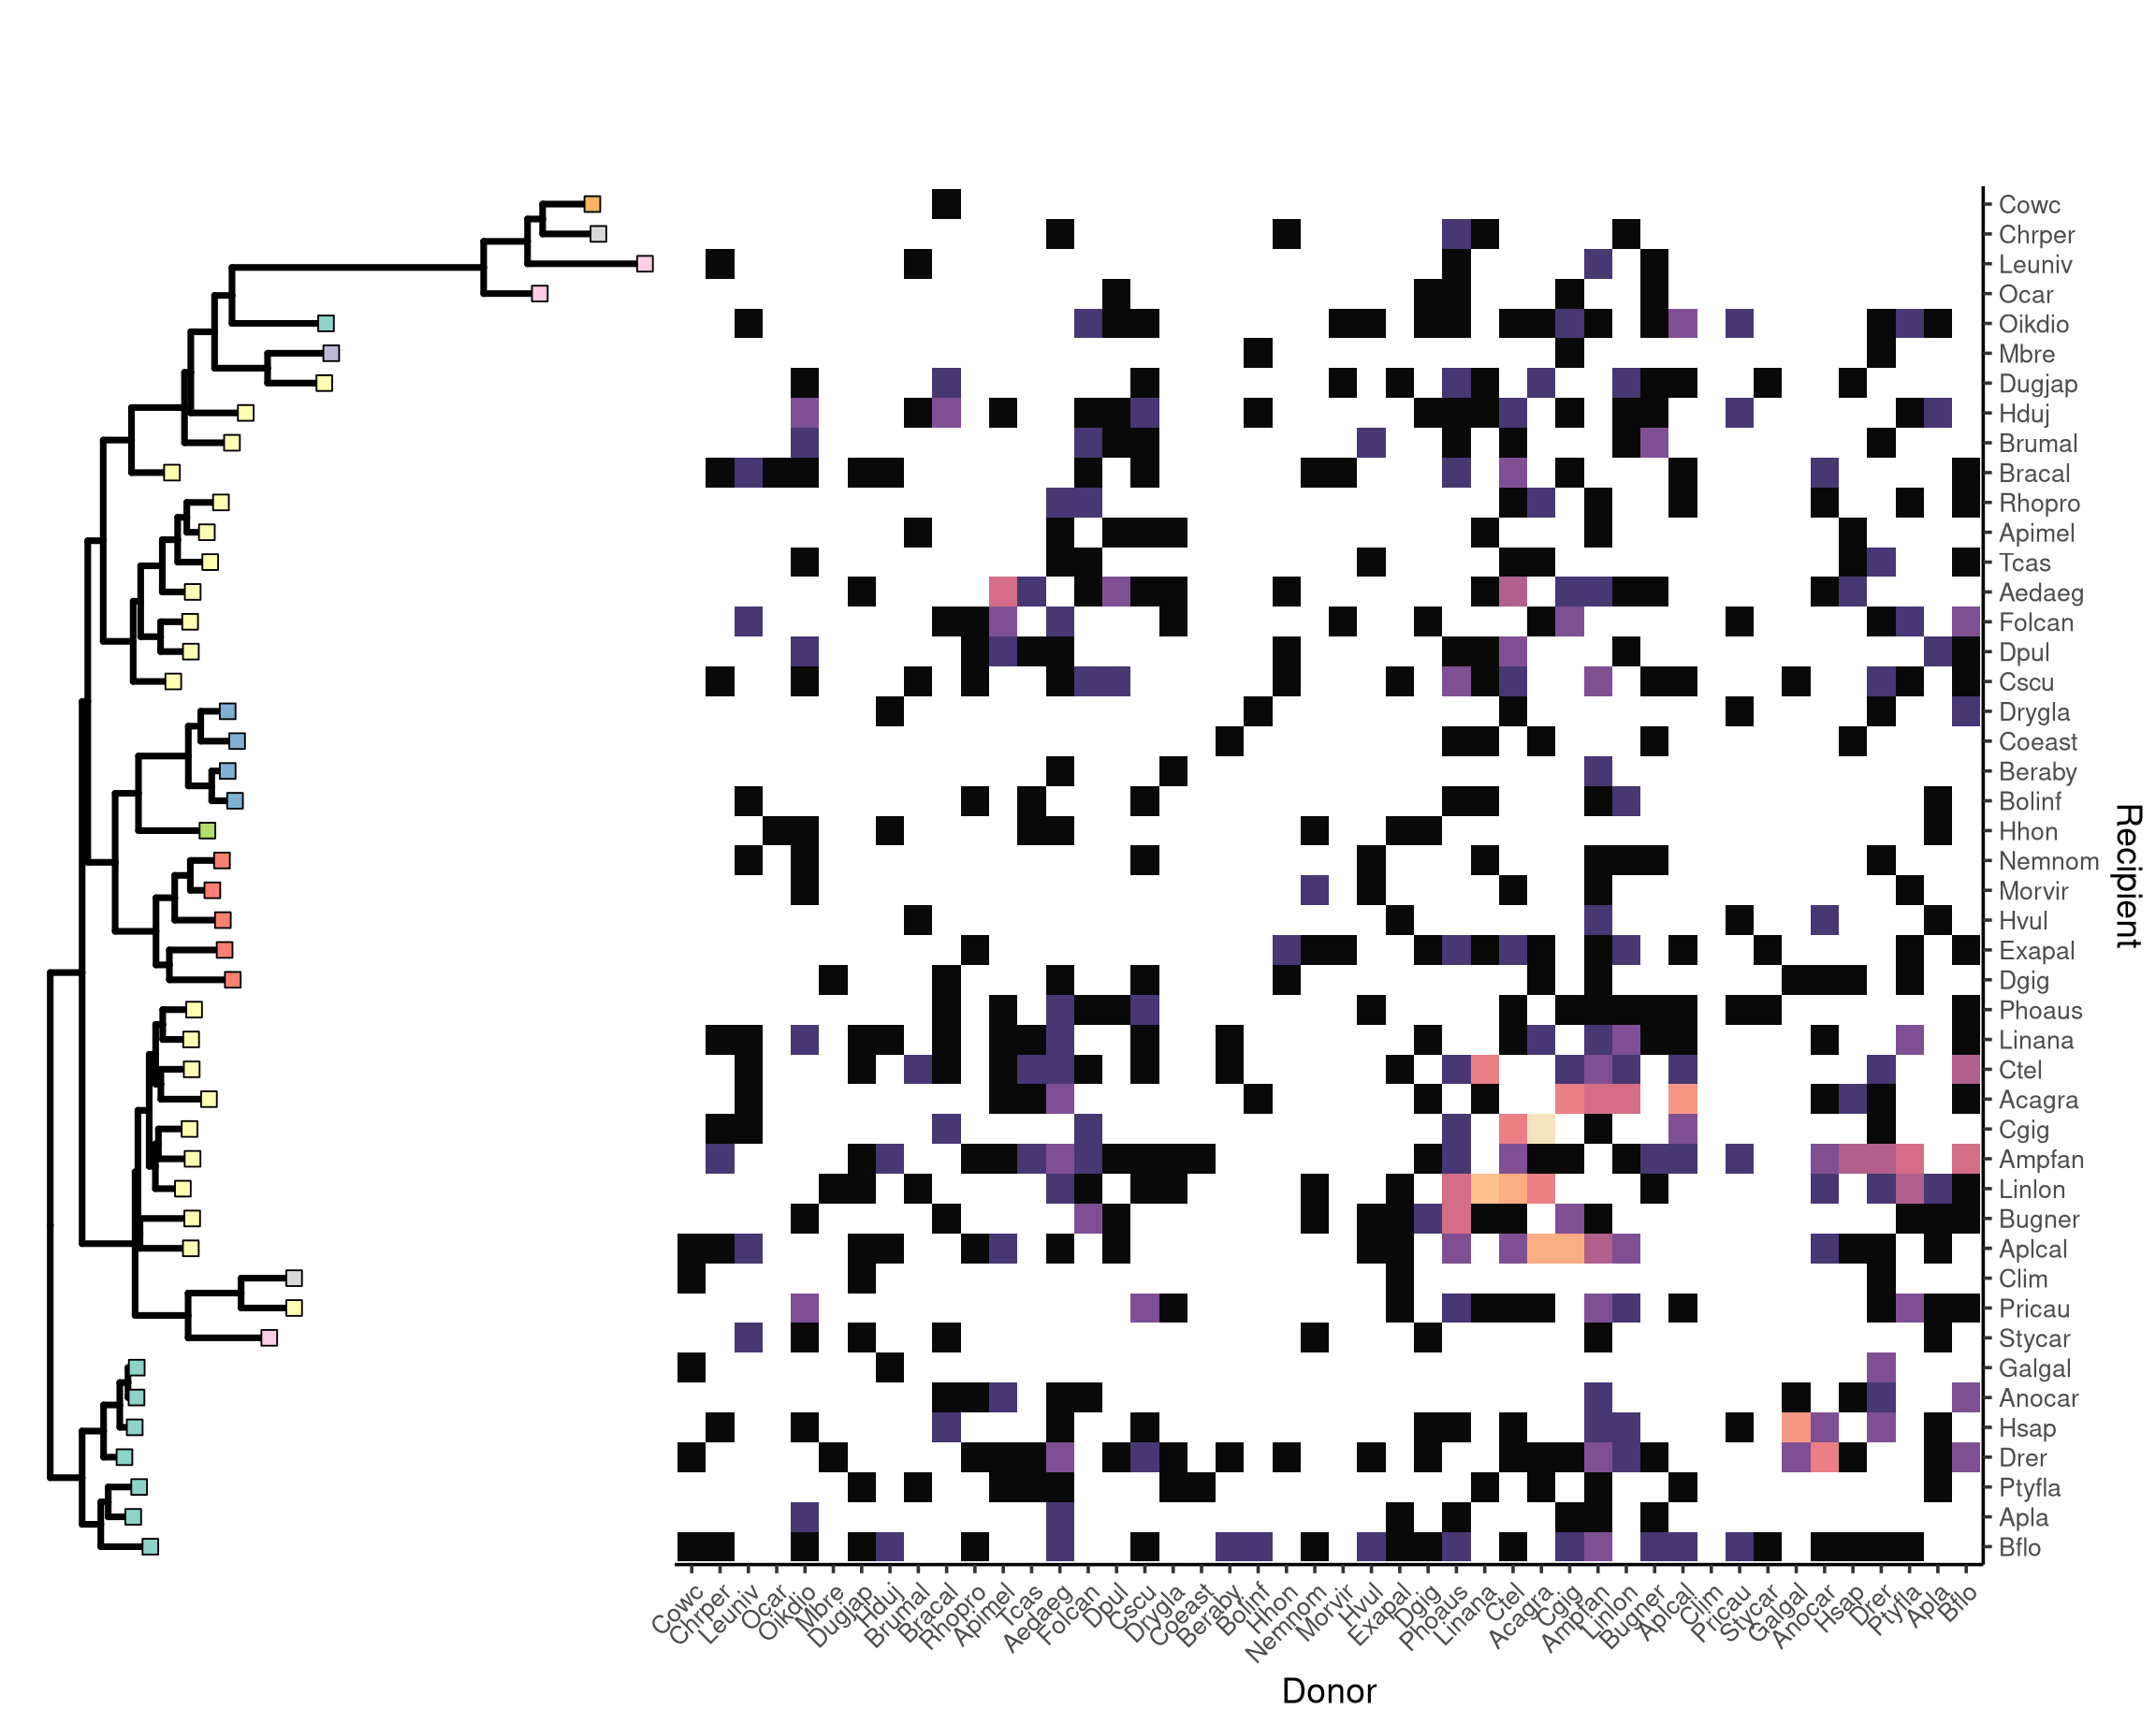 Cowc
Chrper
Leuniv
Ocar
Oikdio
Mbre
Dugjap
Hduj
Brumal
Bracal
Rhopro
Apimel
Tcas
Aedaeg
Folcan
Dpul
Cscu
Drygla
Coeast
Beraby
Bolinf
Hhon
Nemnom
Morvir
Hvul
Exapal
Dgig
Phoaus
Linana
Ctel
Acagra
Cgig
Ampfan
Linlon
Bugner
Aplcal
Clim
Pricau
Stycar
Galgal
Anocar
Hsap
Drer
Ptyfla
Apla
Bflo
Recipient
Cowc
Chrper
Leuniv
Ocar
Oikdio
Mbre
Dugjap
Hduj
Brumal
Bracal
Rhopro
Apimel
Tcas
Aedaeg
Folcan
Dpul
Cscu
Drygla
Coeast
Beraby
Bolinf
Hhon
Nemnom
Morvir
Hvul
Exapal
Dgig
Phoaus
Linana
Ctel
Acagra
Cgig
Ampfan
Linlon
Bugner
Aplcal
Clim
Pricau
Stycar
Galgal
Anocar
Hsap
Drer
Ptyfla
Apla
Bflo
Donor